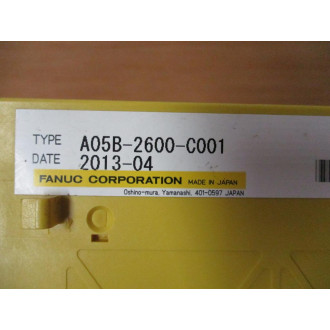 TYPE A05B-2600-C001
DATE 2013-04
FANUC CORPORATION MADE IN JAPAN
Oshino-mura, Yamanashi, 401-0597 JAPAN